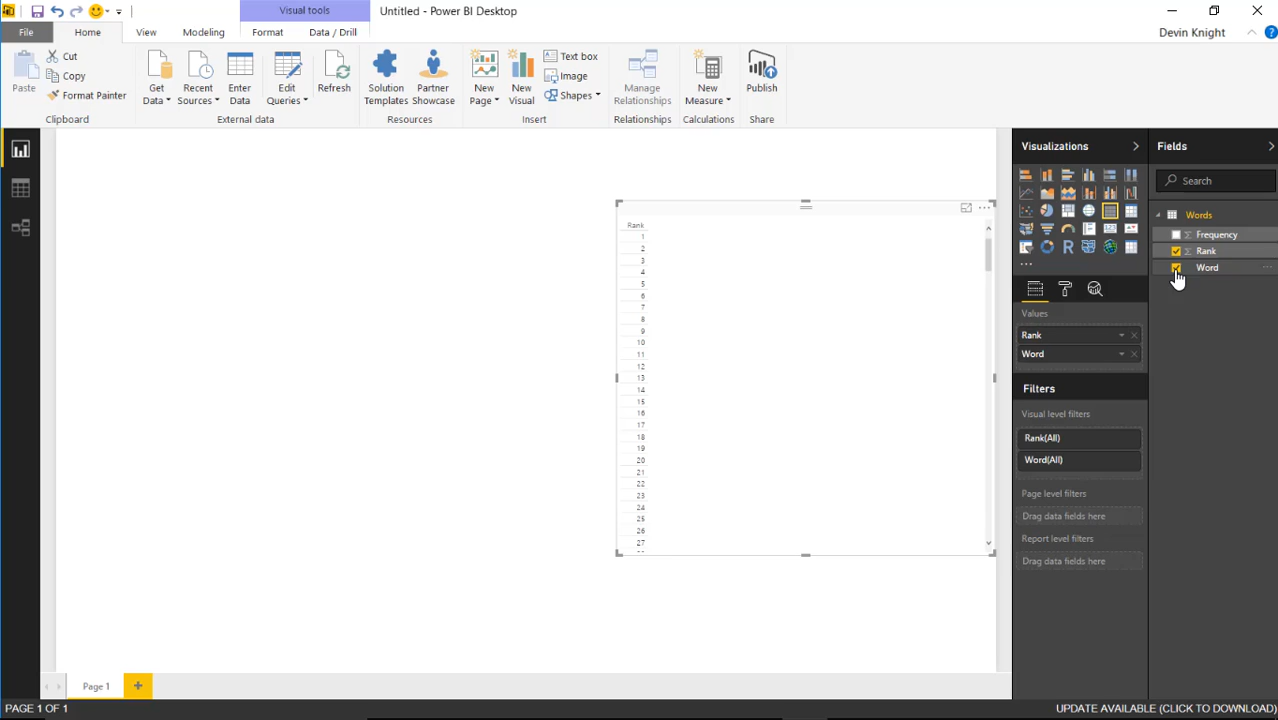 Visual tools
Untitled - Power BI Desktop
File
Home
View
Modeling
Format
Data / Drill
Devin Knight
Paste
Cut
Copy
Format Painter
Clipboard
Get Data
Recent Sources
Enter Data
Edit Queries
Refresh
External data
Solution Templates
Partner Showcase
Resources
New Page
New Visual
Text box
Image
Shapes
Insert
Manage Relationships
Relationships
New Measure
Calculations
Publish
Share
Rank
1
2
3
4
5
6
7
8
9
10
11
12
13
14
15
16
17
18
19
20
21
22
23
24
25
26
27
Visualizations
Values
Rank
Word
Filters
Visual level filters
Rank(All)
Word(All)
Page level filters
Drag data fields here
Report level filters
Drag data fields here
Fields
Search
Words
Frequency
Rank
Word
Page 1
PAGE 1 OF 1
UPDATE AVAILABLE (CLICK TO DOWNLOAD)